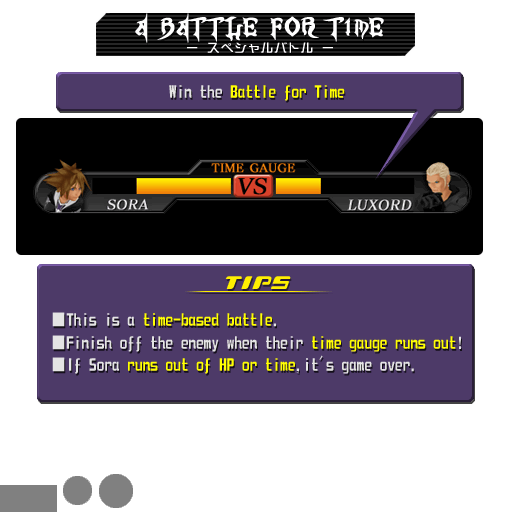 A BATTLE FOR TIME
— スペシャルバトル —
Win the Battle for Time
TIME GAUGE
VS
SORA
LUXORD
TIPS
■This is a time-based battle.
■Finish off the enemy when their time gauge runs out!
■If Sora runs out of HP or time,it's game over.